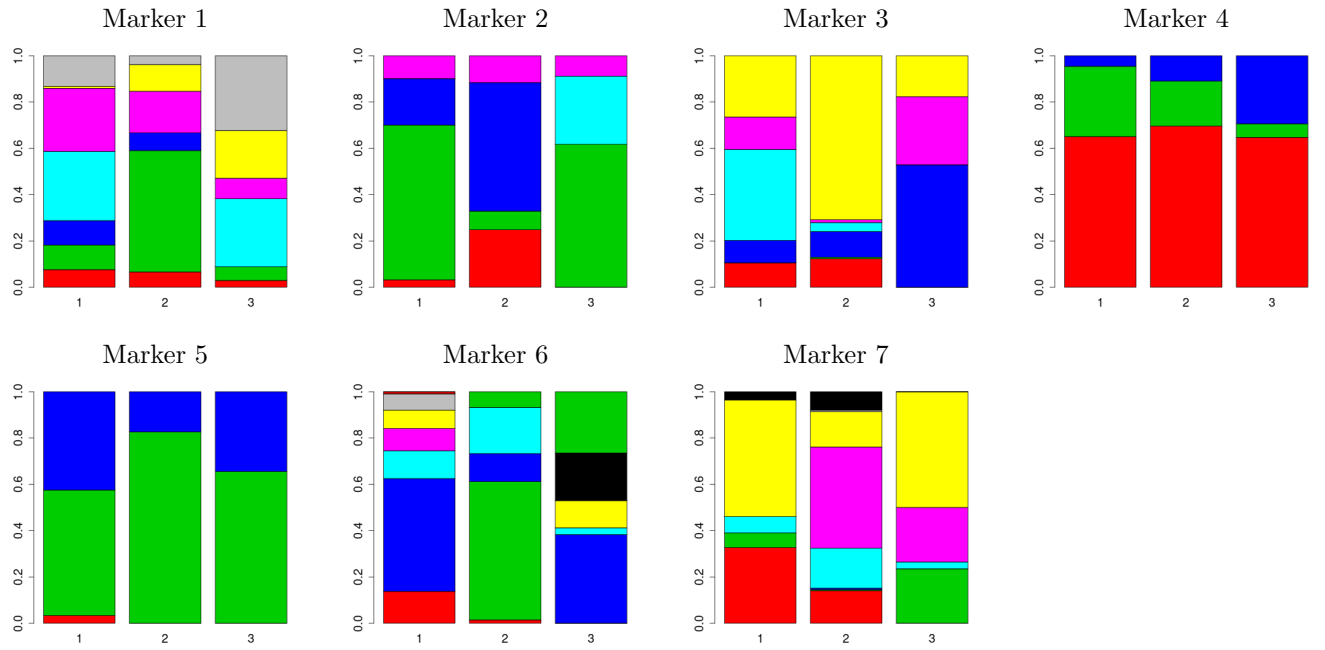 Marker 1
Marker 2
Marker 3
Marker 4
0.0 0.2 0.4 0.6 0.8 1.0
1 2 3
0.0 0.2 0.4 0.6 0.8 1.0
1 2 3
0.0 0.2 0.4 0.6 0.8 1.0
1 2 3
0.0 0.2 0.4 0.6 0.8 1.0
1 2 3
Marker 5
Marker 6
Marker 7
0.0 0.2 0.4 0.6 0.8 1.0
1 2 3
0.0 0.2 0.4 0.6 0.8 1.0
1 2 3
0.0 0.2 0.4 0.6 0.8 1.0
1 2 3